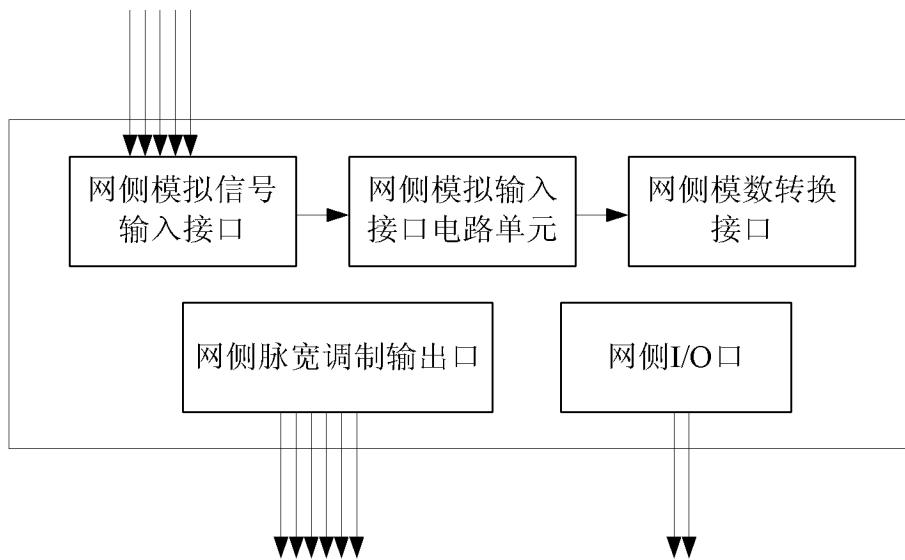 网侧模拟信号
输入接口
网侧模拟输入
接口电路单元
网侧模数转换
接口
网侧脉宽调制输出口
网侧I/O口